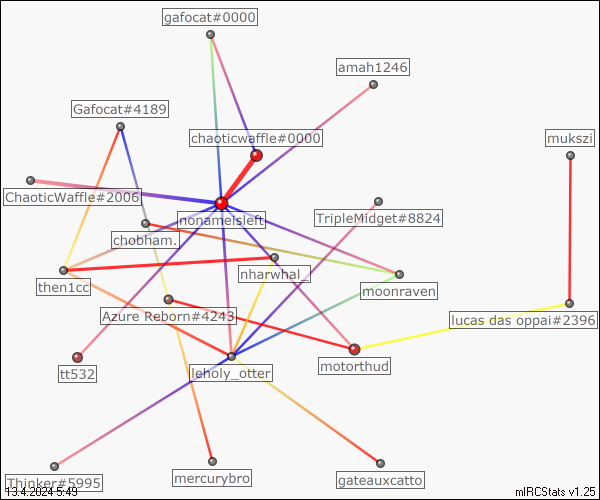 gafocat#0000
amah1246
Gafocat#4189
chaoticwaffle#0000
mukszi
ChaoticWaffle#2006
nonameisleft
TripleMidget#8824
chobham.
nharwhal_
then1cc
moonraven
Azure Reborn#4243
lucas das oppai#2396
tt532
leholy_otter
motorthud
Thinker#5995
mercurybro
gateauxcatto
13.4.2024 5:49
mIRCStats v1.25